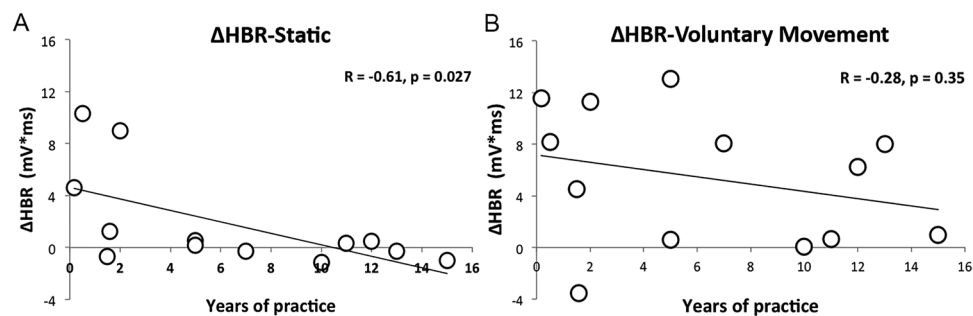 A
ΔHBR-Static
R = -0.61, p = 0.027
ΔHBR (mV*ms)
16
12
8
4
0
-4
0 2 4 6 8 10 12 14 16
Years of practice
B
ΔHBR-Voluntary Movement
R = -0.28, p = 0.35
ΔHBR (mV*ms)
16
12
8
4
0
-4
0 2 4 6 8 10 12 14 16
Years of practice